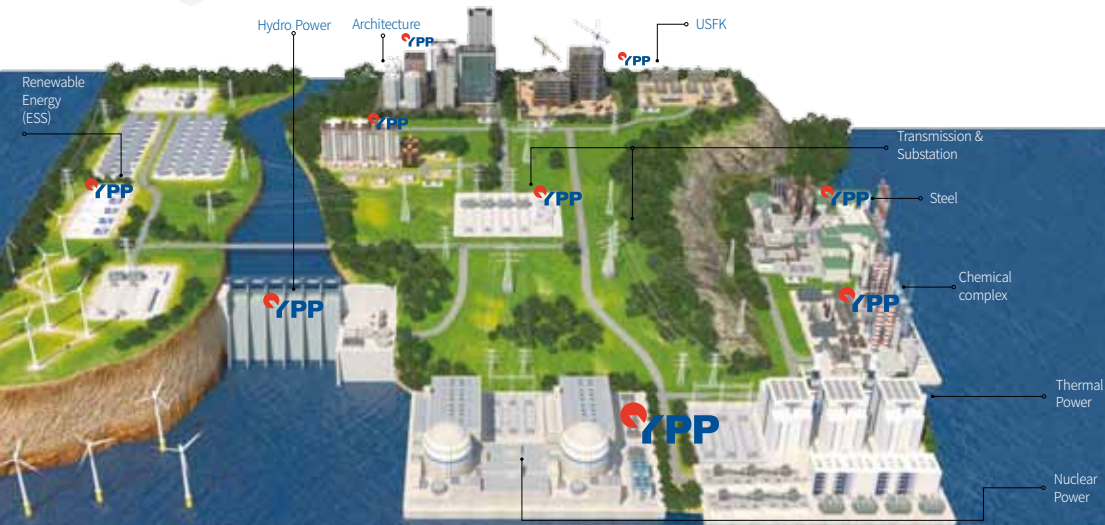 Hydro Power
Architecture
YPP
USFK
YPP
Renewable
Energy
(ESS)
YPP
Transmission &
Substation
YPP
YPP
YPP
Steel
Chemical
complex
YPP
YPP
Thermal
Power
YPP
Nuclear
Power